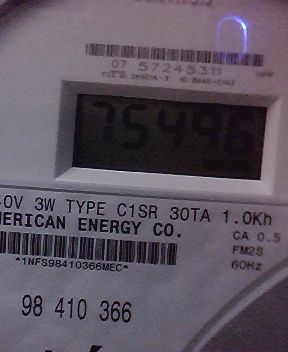 07 57245311
75496
0V 3W TYPE C1SR 30TA 1.0Kh
MERICAN ENERGY CO.
CA 0.5
FM2S
60Hz
*1NFS98410366MEC*
98 410 366